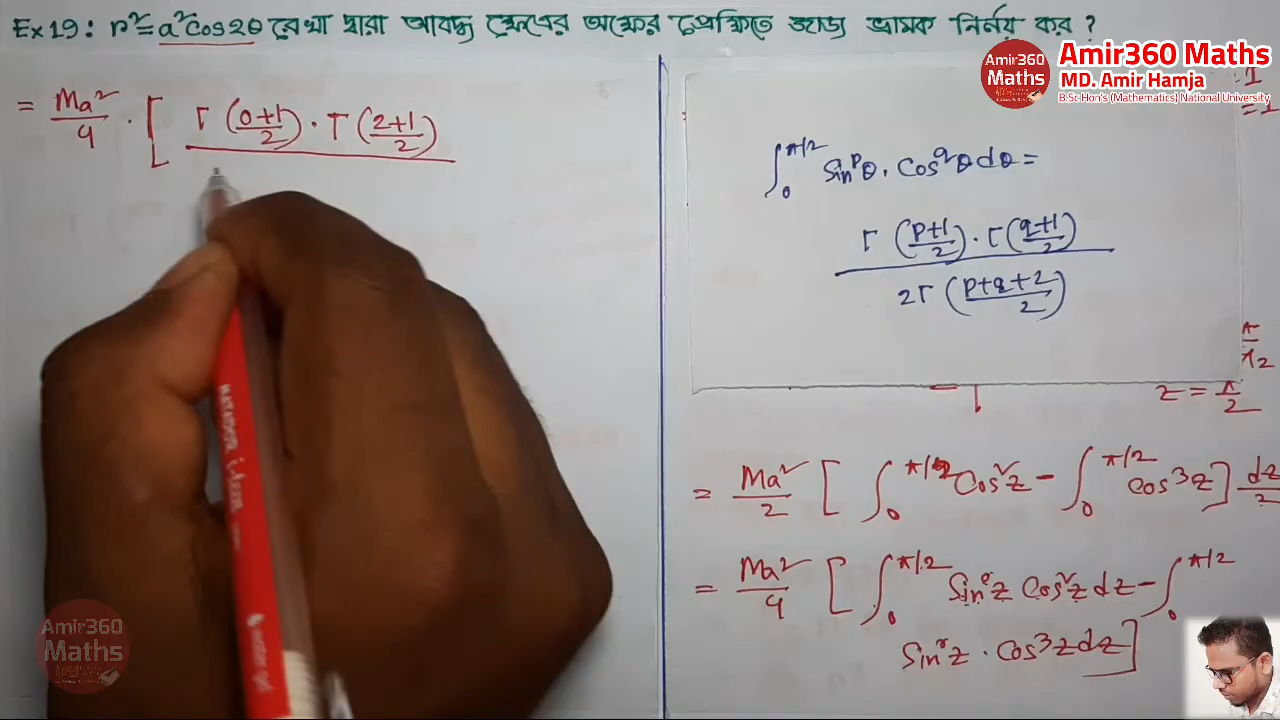 Ex 19: r² = a² cos2θ রেখা দ্বারা আবদ্ধ ক্ষেত্রের অক্ষের প্রেক্ষিতে জাড্য ভ্রামক নির্নয় কর ?
Amir360 Maths
Amir360 Maths
MD. Amir Hamja
B.Sc Hon's (Mathematics) National University
= Ma²/4 · [ Γ(0+1/2) · Γ(2+1/2)
∫₀^π/2 sin^pθ · cos^qθ dθ =
Γ(p+1/2) · Γ(q+1/2)
2Γ(p+q+2/2)
z = π/2
= Ma²/2 [ ∫₀^π/2 cos²z - ∫₀^π/2 cos³z ] dz/2
= Ma²/4 [ ∫₀^π/2 sin⁰z cos²z dz - ∫₀^π/2
sin⁰z · cos³z dz ]
Amir360
Maths